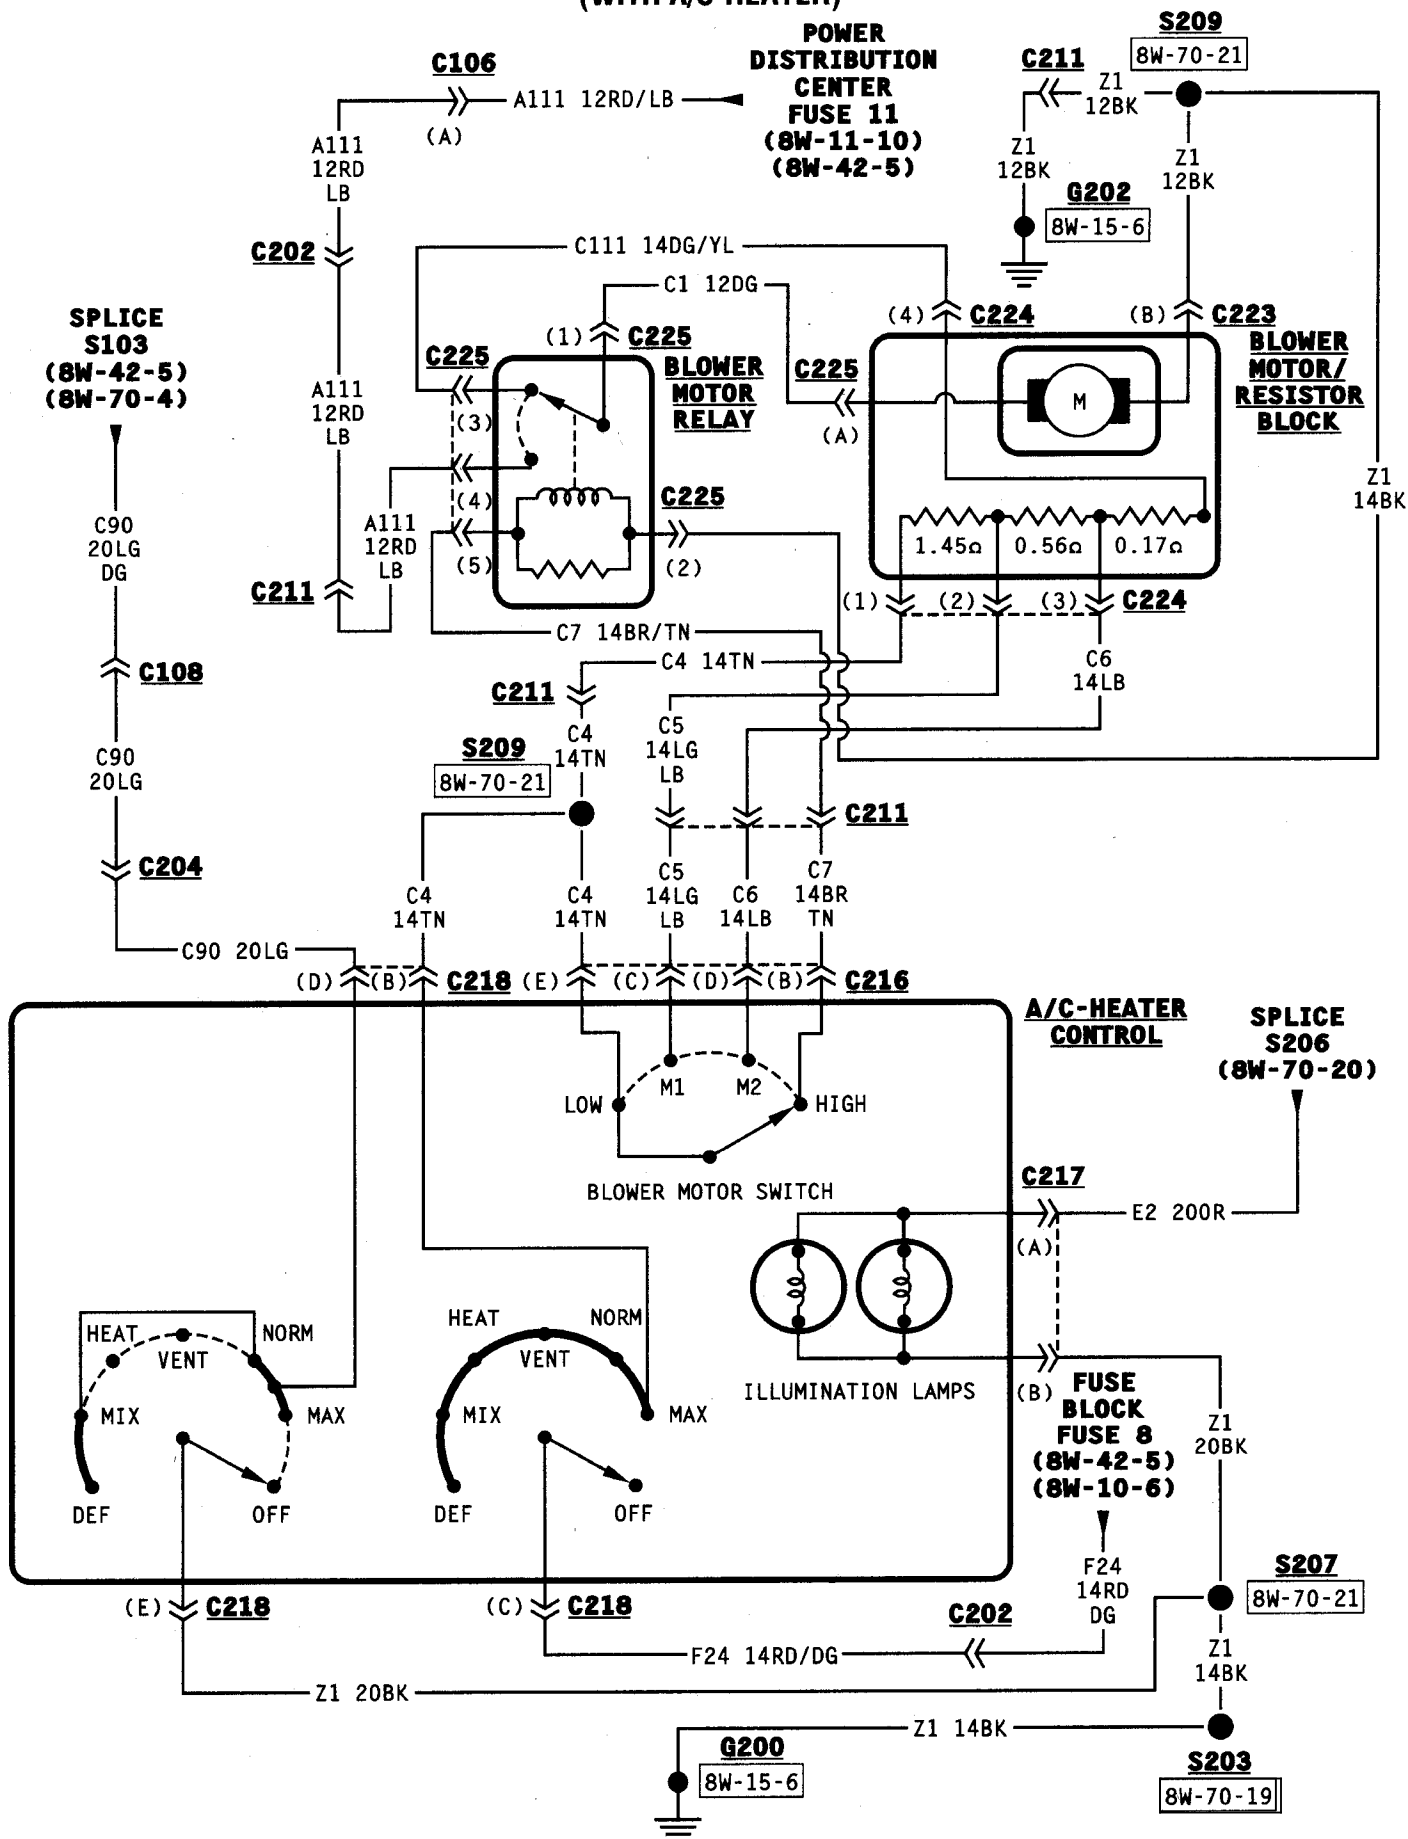 (WITH A/C HEATER)
POWER
DISTRIBUTION
CENTER
FUSE 11
(8W-11-10)
(8W-42-5)
S209
8W-70-21
C211
Z1
12BK
C106
A111 12RD/LB
(A)
A111
12RD
LB
Z1
12BK
Z1
12BK
G202
8W-15-6
C202
C111 14DG/YL
C1 12DG
SPLICE
S103
(8W-42-5)
(8W-70-4)
(1)
C225
(4)
C224
(B)
C223
C225
BLOWER
MOTOR
RELAY
C225
(A)
BLOWER
MOTOR/
RESISTOR
BLOCK
M
A111
12RD
LB
(3)
(4)
(5)
C225
(2)
Z1
14BK
C90
20LG
DG
A111
12RD
LB
1.45Ω
0.56Ω
0.17Ω
C211
(1)
(2)
(3)
C224
C7 14BR/TN
C4 14TN
C6
14LB
C108
C211
C4
14TN
C5
14LG
LB
S209
8W-70-21
C90
20LG
C211
C204
C4
14TN
C4
14TN
C5
14LG
LB
C6
14LB
C7
14BR
TN
C90 20LG
(D)
(B)
C218
(E)
(C)
(D)
(B)
C216
A/C-HEATER
CONTROL
SPLICE
S206
(8W-70-20)
M1
M2
LOW
HIGH
BLOWER MOTOR SWITCH
C217
E2 20OR
(A)
HEAT
VENT
NORM
MIX
MAX
DEF
OFF
HEAT
VENT
NORM
MIX
MAX
DEF
OFF
ILLUMINATION LAMPS
(B)
FUSE
BLOCK
FUSE 8
(8W-42-5)
(8W-10-6)
Z1
20BK
F24
14RD
DG
S207
8W-70-21
(E)
C218
(C)
C218
C202
F24 14RD/DG
Z1
14BK
Z1 20BK
Z1 14BK
G200
8W-15-6
S203
8W-70-19